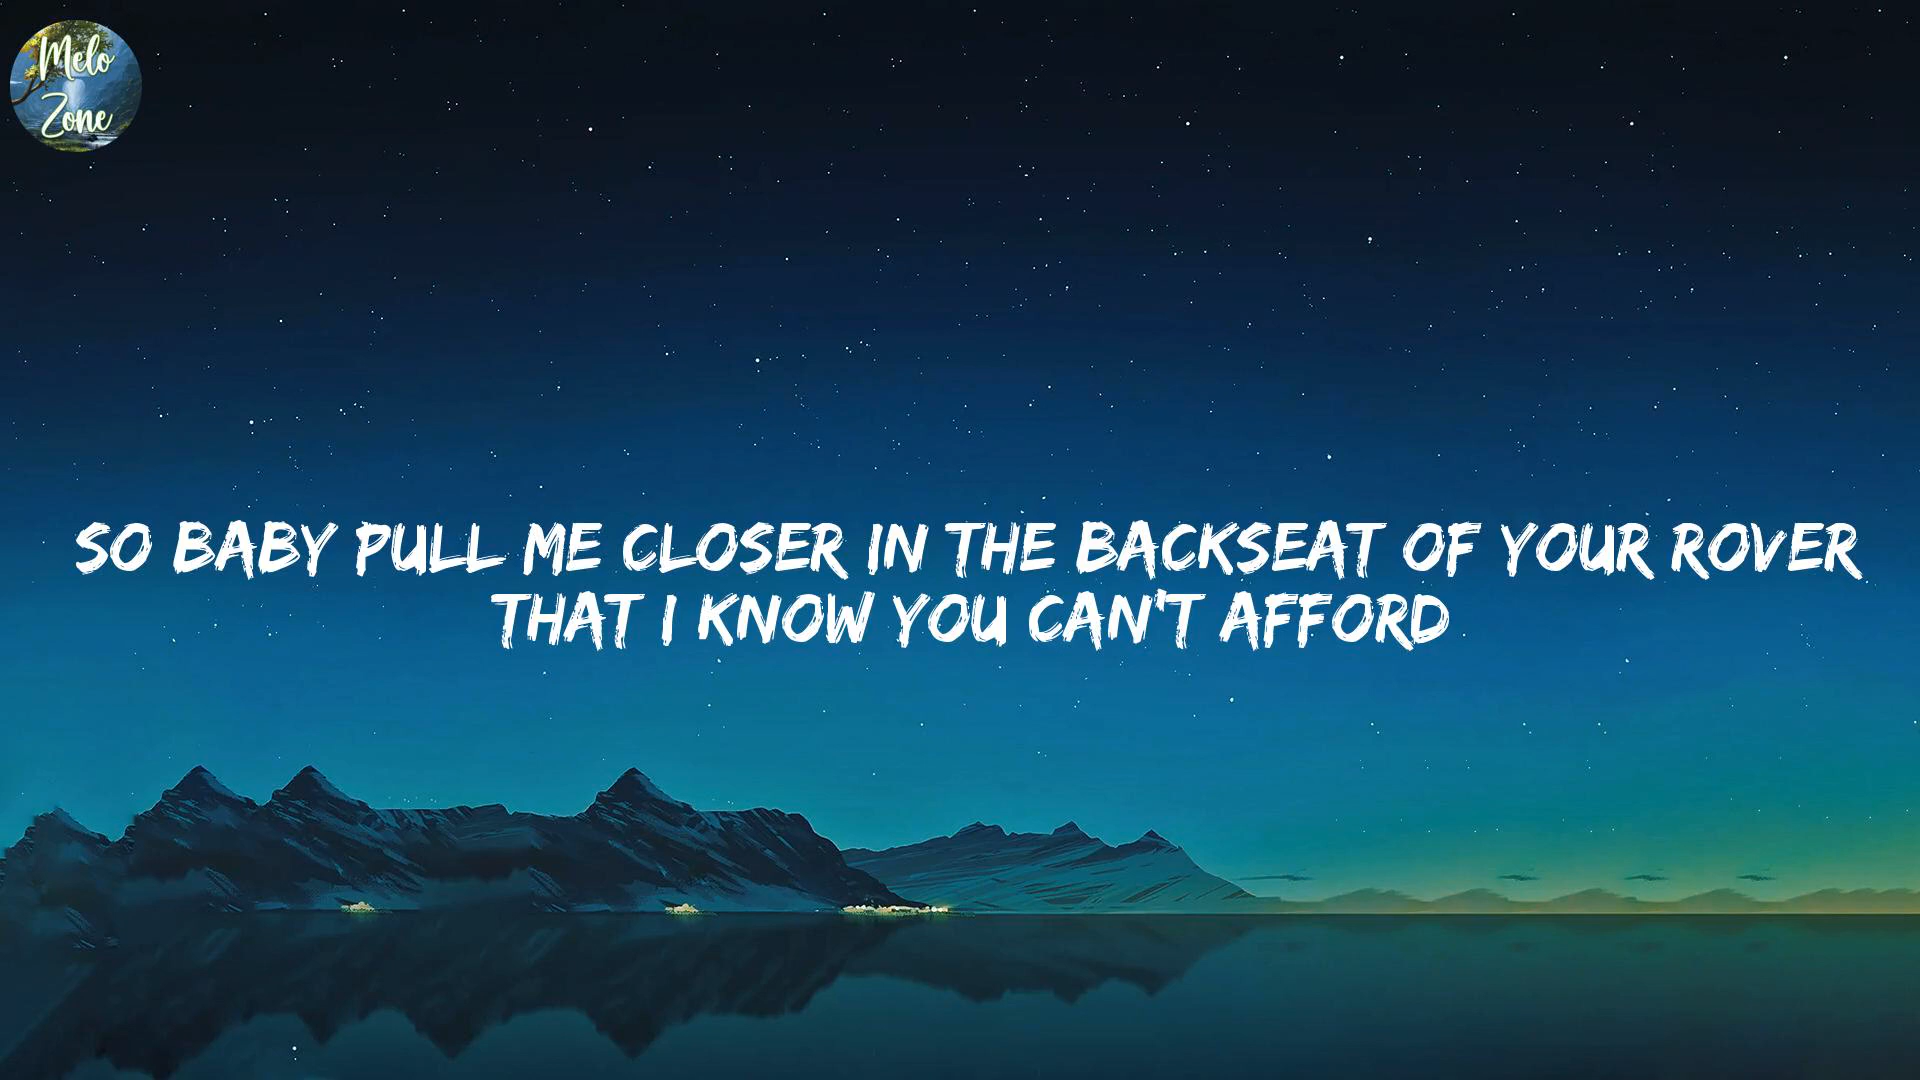 Melo
Zone
SO BABY PULL ME CLOSER IN THE BACKSEAT OF YOUR ROVER
THAT I KNOW YOU CAN'T AFFORD